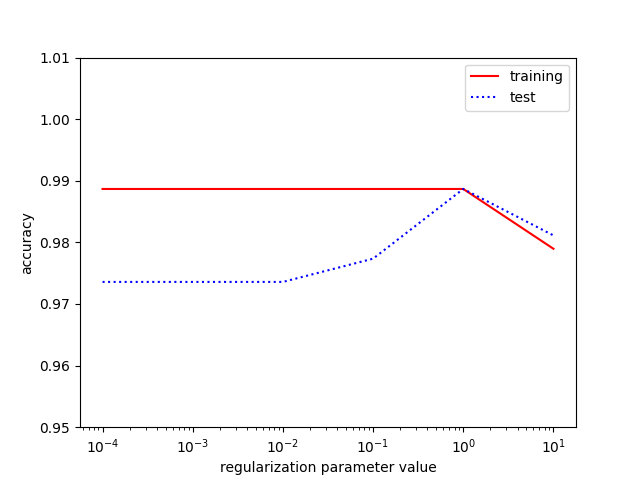 1.01
1.00
0.99
0.98
0.97
0.96
0.95
accuracy
training
test
10⁻⁴ 10⁻³ 10⁻² 10⁻¹ 10⁰ 10¹
regularization parameter value